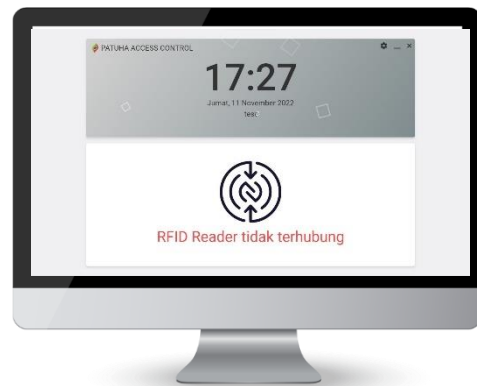 PATUHA ACCESS CONTROL
17:27
Jumat, 11 November 2022
test
RFID Reader tidak terhubung